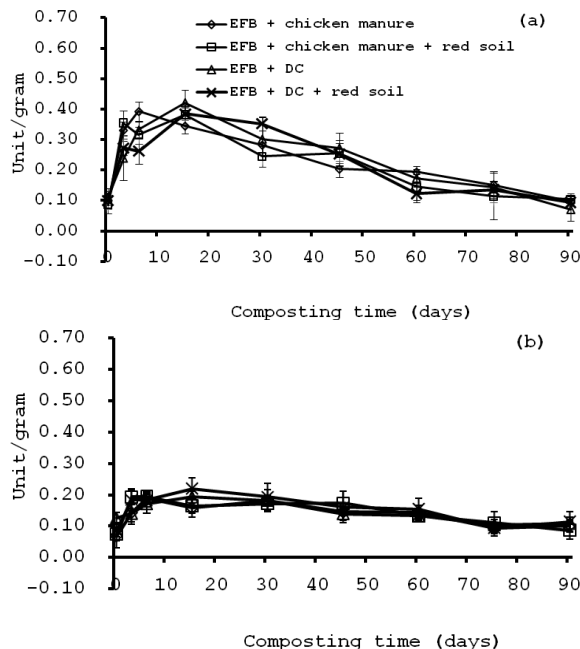 (a)
0.70
0.60
0.50
0.40
0.30
0.20
0.10
0.00
-0.10
Unit/gram
EFB + chicken manure
EFB + chicken manure + red soil
EFB + DC
EFB + DC + red soil
0 10 20 30 40 50 60 70 80 90
Composting time (days)
(b)
0.70
0.60
0.50
0.40
0.30
0.20
0.10
0.00
-0.10
Unit/gram
0 10 20 30 40 50 60 70 80 90
Composting time (days)